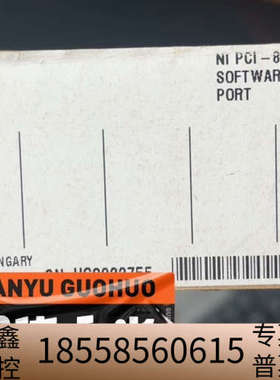 NI PCI-8
SOFTWAR
PORT
NGARY
ANYU GUOHUO
鑫
控
18558560615
专
普